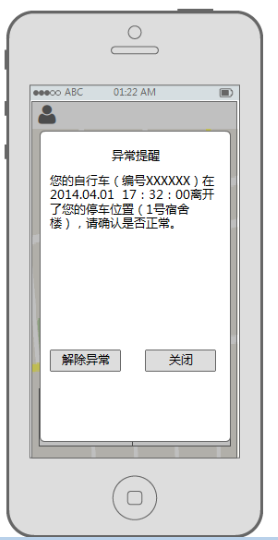 ABC 01:22 AM
异常提醒
您的自行车（编号XXXXXX）在
2014.04.01 17：32：00离开
了您的停车位置（1号宿舍
楼），请确认是否正常。
解除异常 关闭